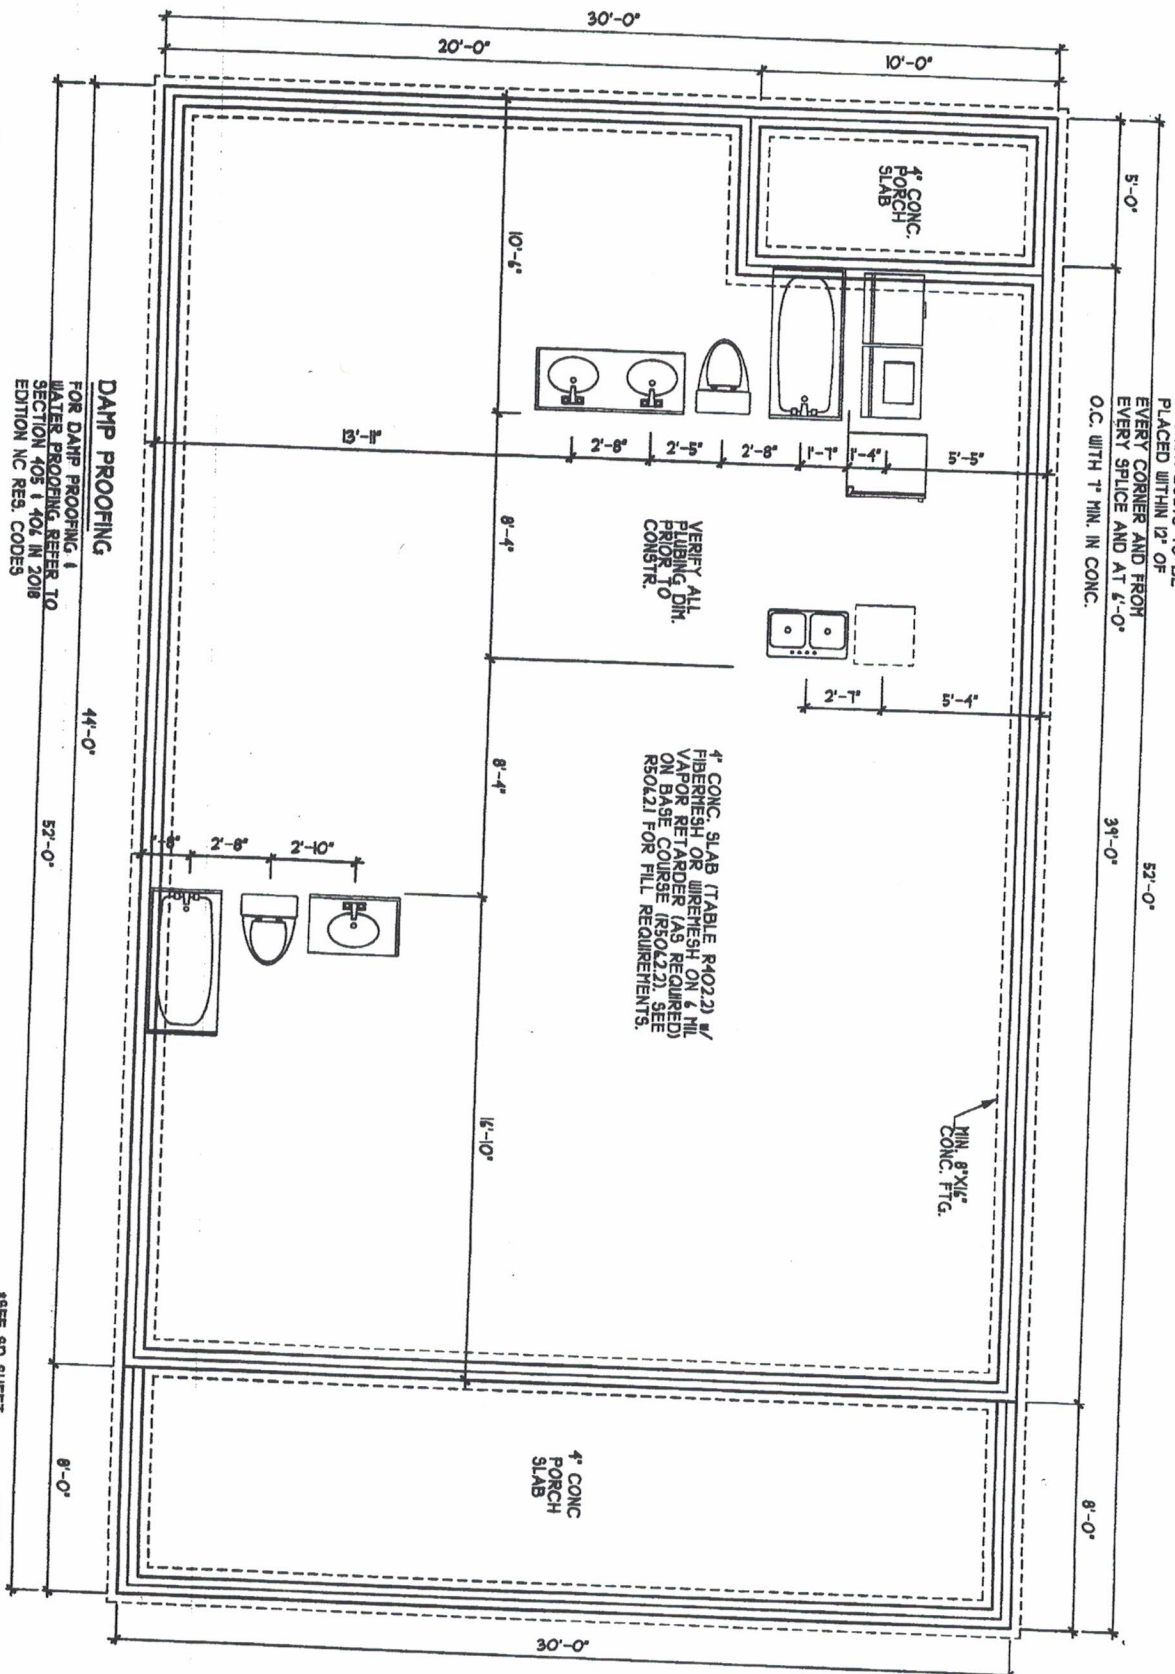 PLACED WITHIN 12" OF
EVERY CORNER AND FROM
EVERY SPLICE AND AT 6'-0"
O.C. WITH 7" MIN. IN CONC.
52'-0"
5'-0"
39'-0"
8'-0"
30'-0"
20'-0"
10'-0"
4" CONC.
PORCH
SLAB
10'-6"
8'-4"
8'-4"
16'-10"
5'-5"
1'-4"
1'-7"
2'-8"
2'-5"
2'-8"
13'-11"
5'-4"
2'-7"
VERIFY ALL
PLUBING DIM.
PRIOR TO
CONSTR.
4" CONC. SLAB (TABLE R402.2) W/
FIBERMESH OR WIREMESH ON 6 MIL
VAPOR RETARDER (AS REQUIRED)
ON BASE COURSE (R506.2.2). SEE
R506.2.1 FOR FILL REQUIREMENTS.
MIN. 8"X16"
CONC. FTG.
2'-10"
2'-8"
4" CONC
PORCH
SLAB
30'-0"
44'-0"
8'-0"
52'-0"
DAMP PROOFING
FOR DAMP PROOFING &
WATER PROOFING REFER TO
SECTION 405 & 406 IN 2018
EDITION NC RES. CODES